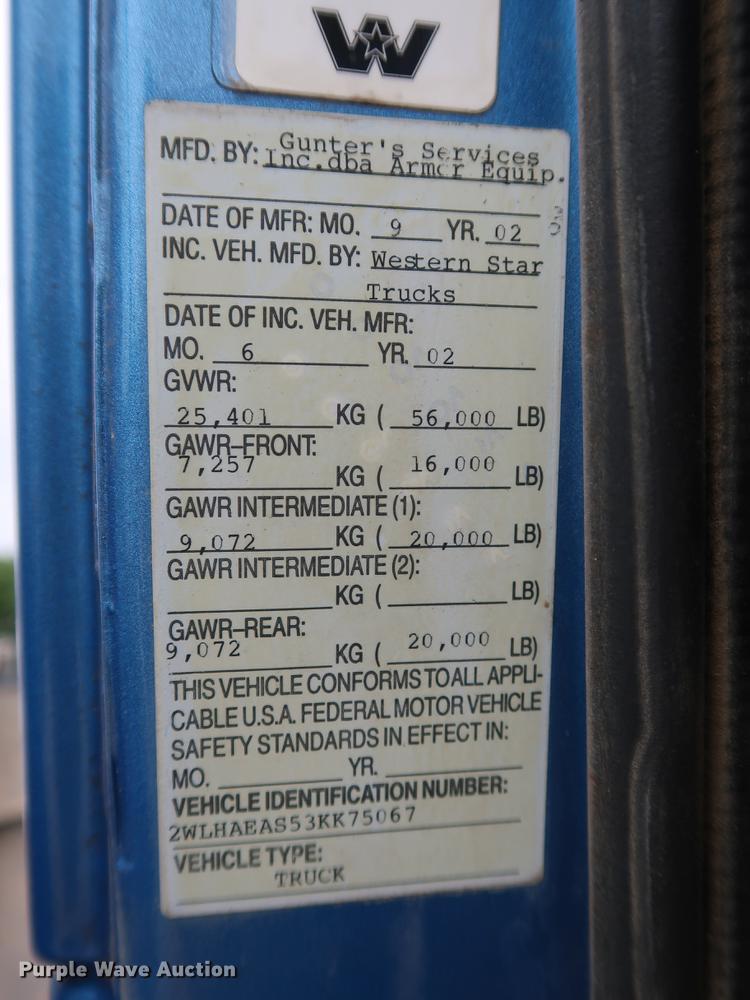 W
MFD. BY: Gunter's Services
Inc.dba Armor Equip.
DATE OF MFR: MO. 9 YR. 02
INC. VEH. MFD. BY: Western Star
Trucks
DATE OF INC. VEH. MFR:
MO. 6 YR. 02
GVWR:
25,401 KG ( 56,000 LB)
GAWR-FRONT:
7,257 KG ( 16,000 LB)
GAWR INTERMEDIATE (1):
9,072 KG ( 20,000 LB)
GAWR INTERMEDIATE (2):
KG ( LB)
GAWR-REAR:
9,072 KG ( 20,000 LB)
THIS VEHICLE CONFORMS TO ALL APPLI-
CABLE U.S.A. FEDERAL MOTOR VEHICLE
SAFETY STANDARDS IN EFFECT IN:
MO. YR.
VEHICLE IDENTIFICATION NUMBER:
2WLHAEAS53KK75067
VEHICLE TYPE:
TRUCK
Purple Wave Auction